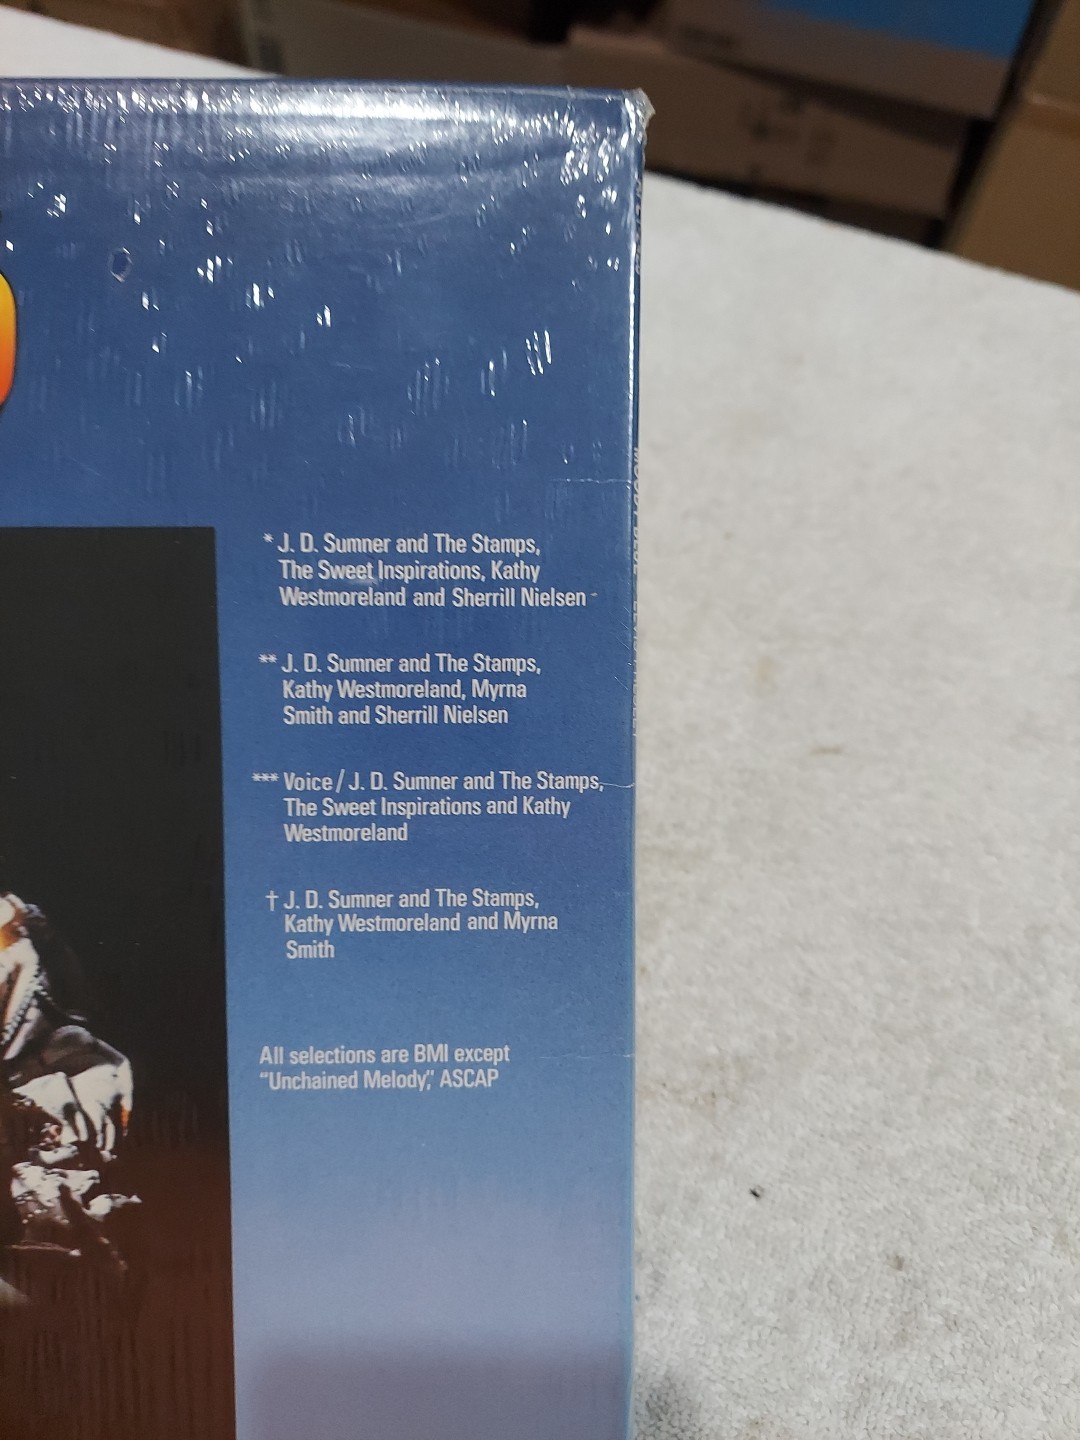 * J. D. Sumner and The Stamps,
The Sweet Inspirations, Kathy
Westmoreland and Sherrill Nielsen
** J. D. Sumner and The Stamps,
Kathy Westmoreland, Myrna
Smith and Sherrill Nielsen
*** Voice/J. D. Sumner and The Stamps,
The Sweet Inspirations and Kathy
Westmoreland
† J. D. Sumner and The Stamps,
Kathy Westmoreland and Myrna
Smith
All selections are BMI except
"Unchained Melody," ASCAP